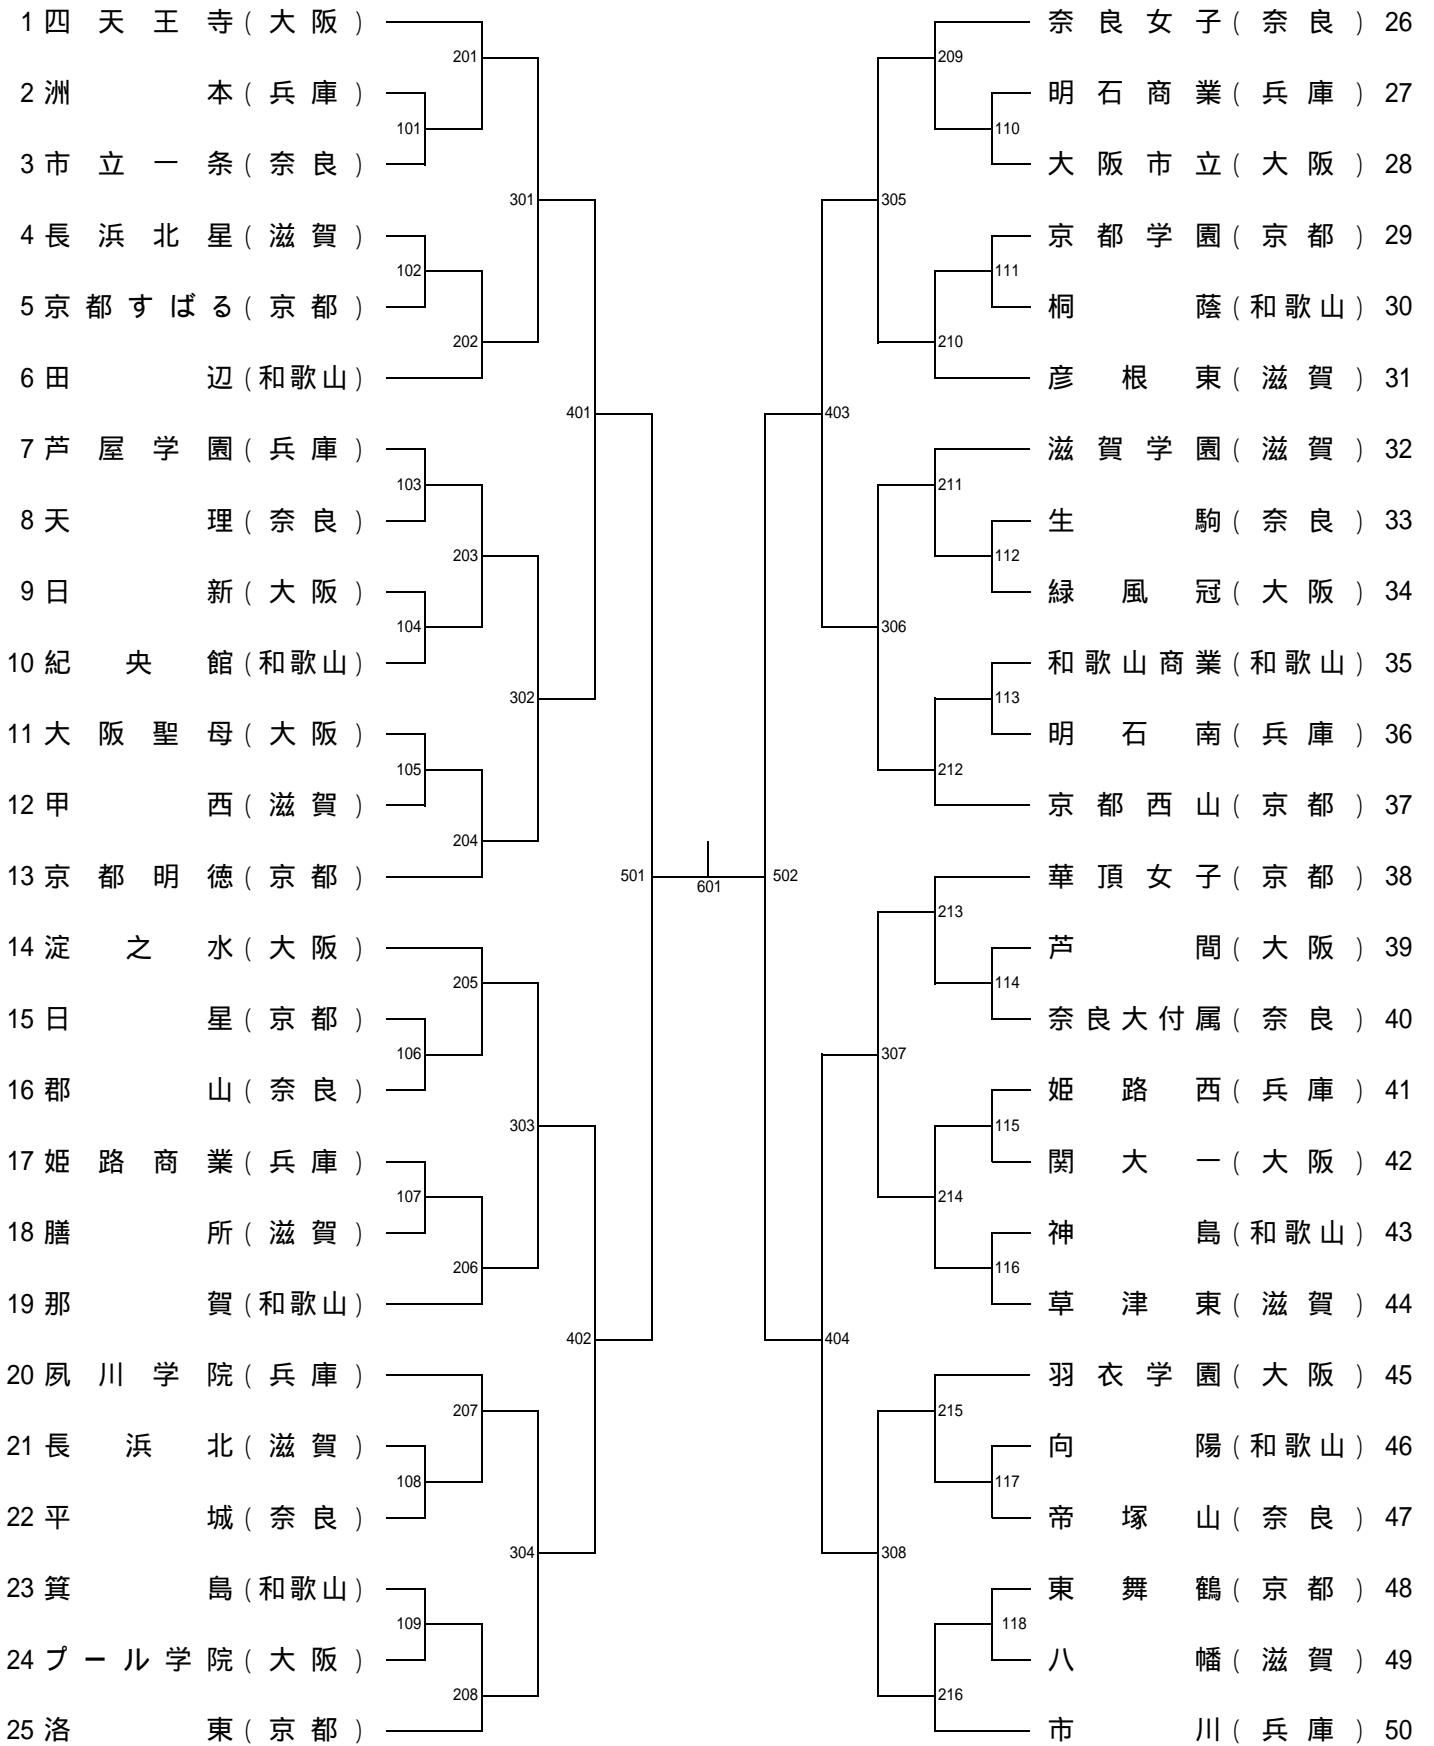 1 四天王寺(大阪)
201
2 洲本(兵庫)
101
3 市立一条(奈良)
301
4 長浜北星(滋賀)
102
5 京都すばる(京都)
202
6 田辺(和歌山)
401
7 芦屋学園(兵庫)
103
8 天理(奈良)
203
9 日新(大阪)
104
10 紀央館(和歌山)
302
11 大阪聖母(大阪)
105
12 甲西(滋賀)
204
13 京都明徳(京都)
501
14 淀之水(大阪)
205
15 日星(京都)
106
16 郡山(奈良)
303
17 姫路商業(兵庫)
107
18 膳所(滋賀)
206
19 那賀(和歌山)
402
20 夙川学院(兵庫)
207
21 長浜北(滋賀)
108
22 平城(奈良)
304
23 箕島(和歌山)
109
24 プール学院(大阪)
208
25 洛東(京都)
601
奈良女子(奈良) 26
209
明石商業(兵庫) 27
110
大阪市立(大阪) 28
305
京都学園(京都) 29
111
桐蔭(和歌山) 30
210
彦根東(滋賀) 31
403
滋賀学園(滋賀) 32
211
生駒(奈良) 33
112
緑風冠(大阪) 34
306
和歌山商業(和歌山) 35
113
明石南(兵庫) 36
212
京都西山(京都) 37
502
華頂女子(京都) 38
213
芦間(大阪) 39
114
奈良大付属(奈良) 40
307
姫路西(兵庫) 41
115
関大一(大阪) 42
214
神島(和歌山) 43
116
草津東(滋賀) 44
404
羽衣学園(大阪) 45
215
向陽(和歌山) 46
117
帝塚山(奈良) 47
308
東舞鶴(京都) 48
118
八幡(滋賀) 49
216
市川(兵庫) 50